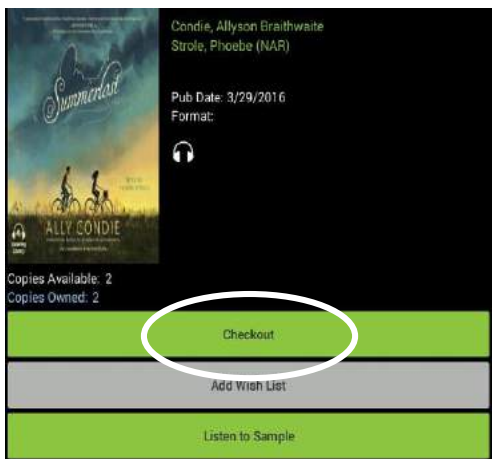 Condie, Allyson Braithwaite
Strole, Phoebe (NAR)
Pub Date: 3/29/2016
Format:
Summerlost
ALLY CONDIE
Copies Available: 2
Copies Owned: 2
Checkout
Add Wish List
Listen to Sample